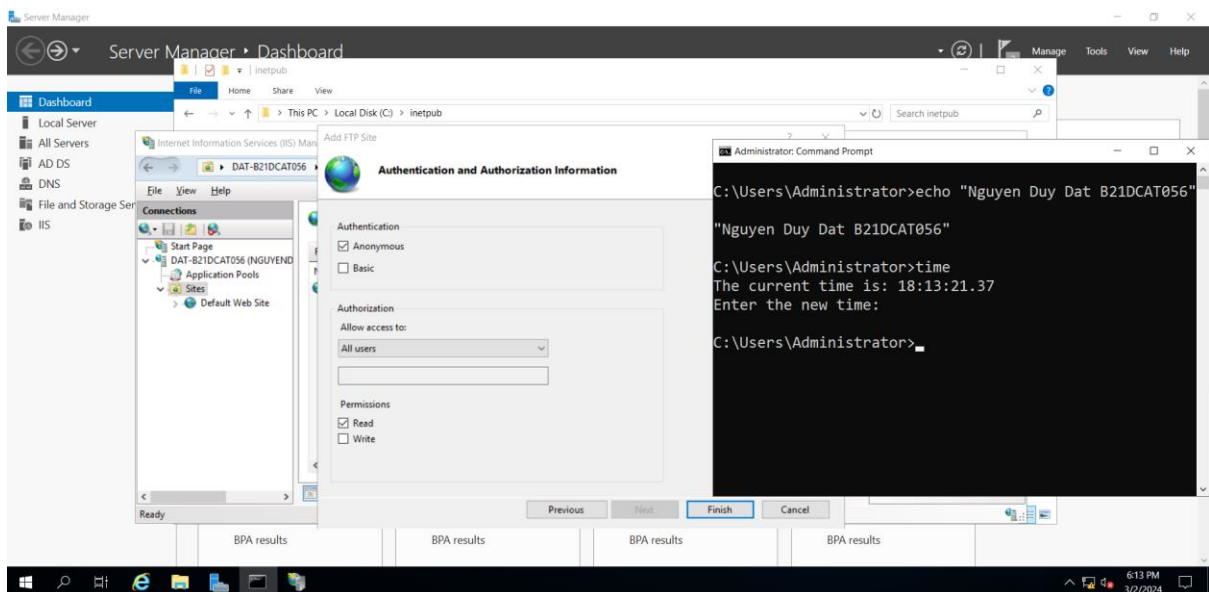 Server Manager
Server Manager • Dashboard
Manage Tools View Help
inetpub
File Home Share View
This PC > Local Disk (C:) > inetpub
Search inetpub
Dashboard
Local Server
All Servers
AD DS
DNS
File and Storage Ser
IIS
Internet Information Services (IIS) Man
DAT-B21DCAT056
File View Help
Connections
Start Page
DAT-B21DCAT056 (NGUYEND
Application Pools
Sites
Default Web Site
Ready
Add FTP Site
Authentication and Authorization Information
Authentication
Anonymous
Basic
Authorization
Allow access to:
All users
Permissions
Read
Write
Previous Next Finish Cancel
Administrator: Command Prompt
C:\Users\Administrator>echo "Nguyen Duy Dat B21DCAT056"
"Nguyen Duy Dat B21DCAT056"
C:\Users\Administrator>time
The current time is: 18:13:21.37
Enter the new time:
C:\Users\Administrator>
BPA results BPA results BPA results BPA results
6:13 PM
3/2/2024